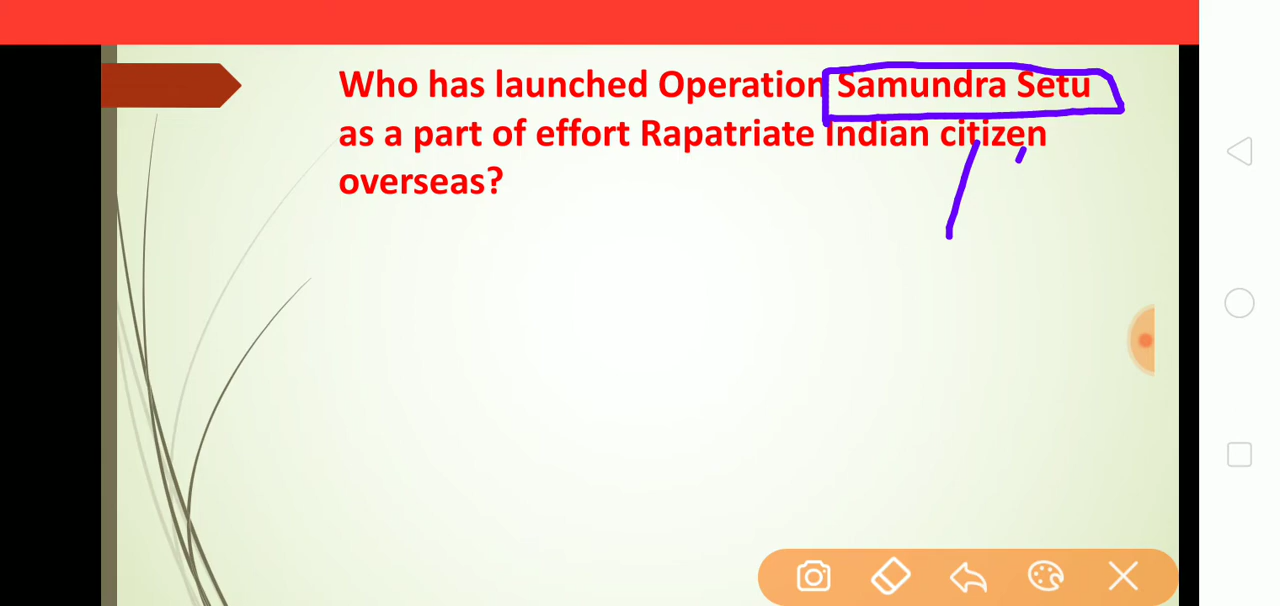 Who has launched Operation Samundra Setu
as a part of effort Rapatriate Indian citizen
overseas?